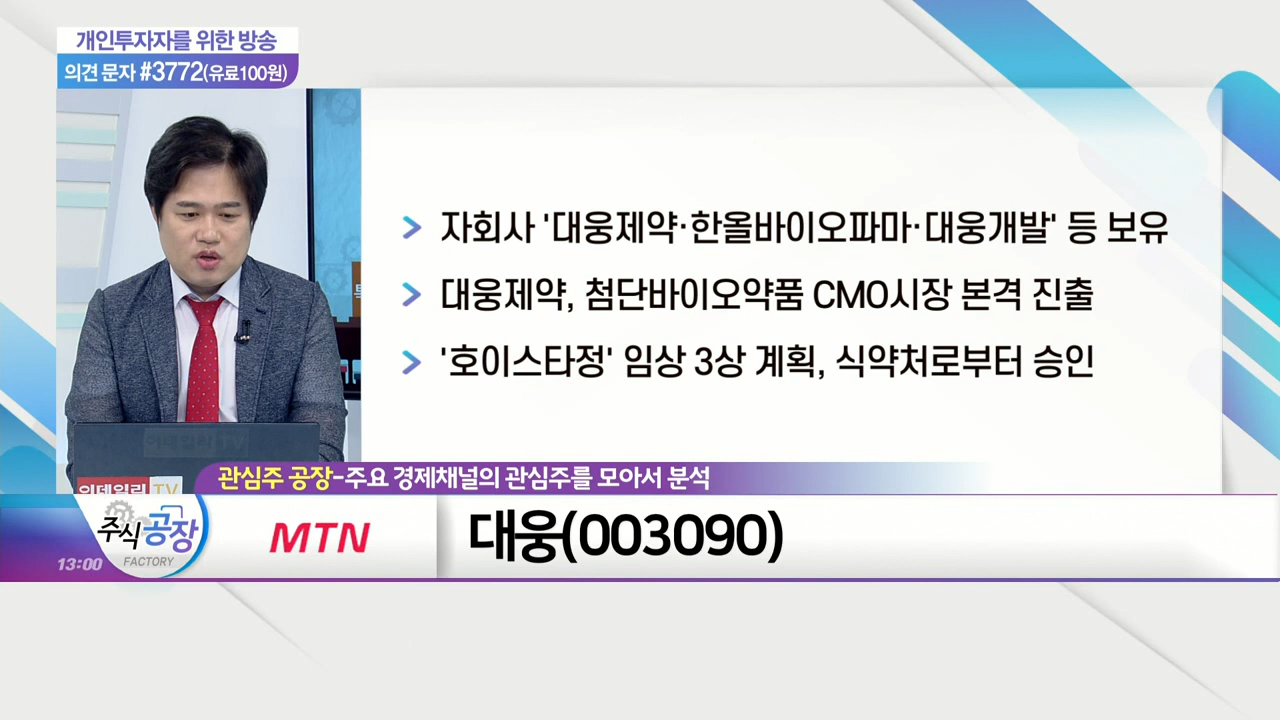 개인투자자를 위한 방송
의견 문자 #3772(유료100원)
> 자회사 '대웅제약·한올바이오파마·대웅개발' 등 보유
> 대웅제약, 첨단바이오약품 CMO시장 본격 진출
> '호이스타정' 임상 3상 계획, 식약처로부터 승인
이데일리 TV
이데일리 TV
관심주 공장-주요 경제채널의 관심주를 모아서 분석
주식공장
FACTORY
13:00
MTN
대웅(003090)